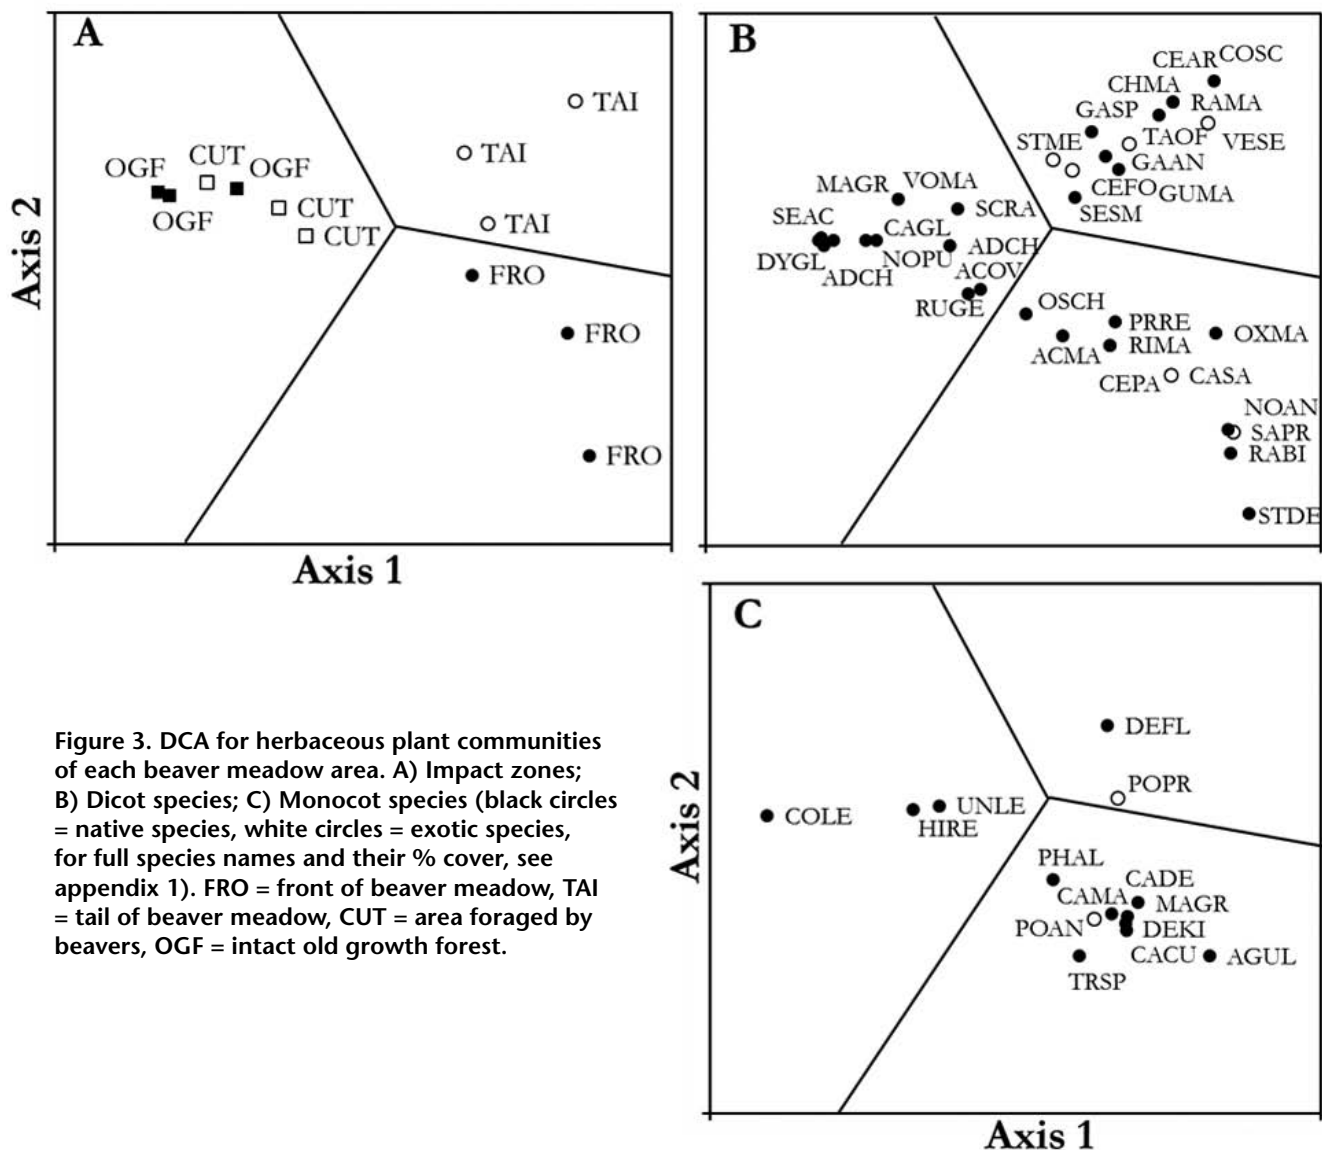 A
TAI
TAI
OGF
CUT
OGF
OGF
CUT
CUT
TAI
FRO
FRO
FRO
Axis 2
Axis 1
B
CEAR COSC
CHMA
GASP
RAMA
STME
TAOF
VESE
GAAN
CEFO GUMA
SESM
MAGR VOMA
SEAC
SCRA
CAGL
DYGL
NOPU
ADCH
ADCH
ACOV
RUGE
OSCH
PRRE
OXMA
ACMA
RIMA
CEPA
CASA
NOAN
SAPR
RABI
STDE
C
DEFL
POPR
COLE
UNLE
HIRE
PHAL
CADE
CAMA
MAGR
POAN
DEKI
CACU
AGUL
TRSP
Axis 2
Axis 1
Figure 3. DCA for herbaceous plant communities
of each beaver meadow area. A) Impact zones;
B) Dicot species; C) Monocot species (black circles
= native species, white circles = exotic species,
for full species names and their % cover, see
appendix 1). FRO = front of beaver meadow, TAI
= tail of beaver meadow, CUT = area foraged by
beavers, OGF = intact old growth forest.